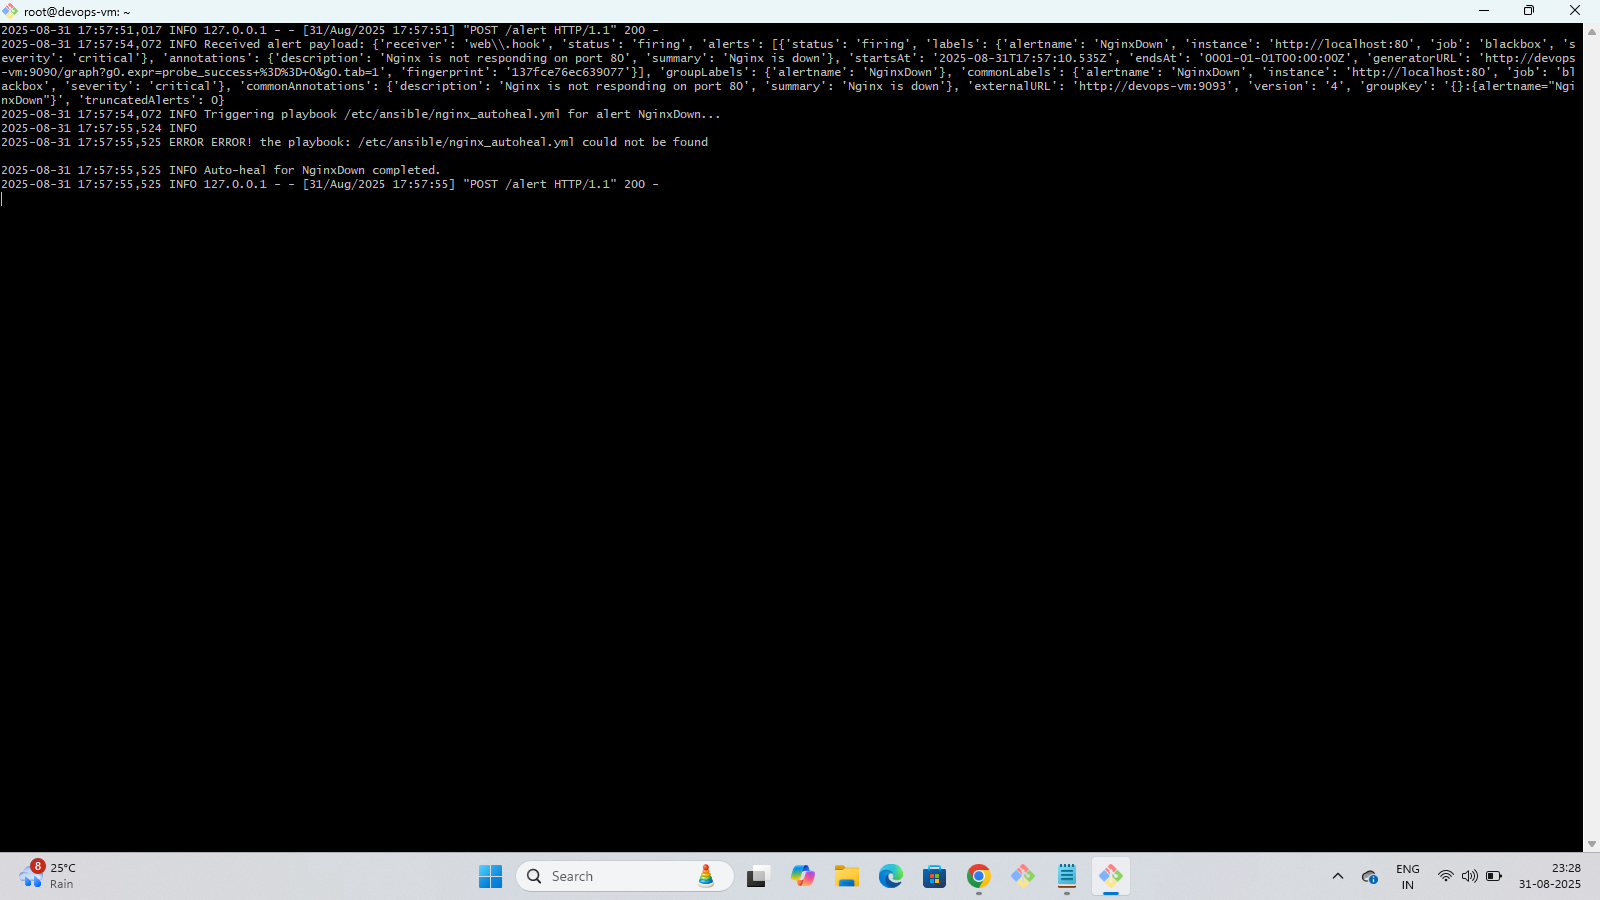 root@devops-vm: ~
2025-08-31 17:57:51,017 INFO 127.0.0.1 - - [31/Aug/2025 17:57:51] "POST /alert HTTP/1.1" 200 -
2025-08-31 17:57:54,072 INFO Received alert payload: {'receiver': 'web\\.hook', 'status': 'firing', 'alerts': [{'status': 'firing', 'labels': {'alertname': 'NginxDown', 'instance': 'http://localhost:80', 'job': 'blackbox', 's
everity': 'critical'}, 'annotations': {'description': 'Nginx is not responding on port 80', 'summary': 'Nginx is down'}, 'startsAt': '2025-08-31T17:57:10.535Z', 'endsAt': '0001-01-01T00:00:00Z', 'generatorURL': 'http://devops
-vm:9090/graph?g0.expr=probe_success+%3D%3D+0&g0.tab=1', 'fingerprint': '137fce76ec639077'}], 'groupLabels': {'alertname': 'NginxDown'}, 'commonLabels': {'alertname': 'NginxDown', 'instance': 'http://localhost:80', 'job': 'bl
ackbox', 'severity': 'critical'}, 'commonAnnotations': {'description': 'Nginx is not responding on port 80', 'summary': 'Nginx is down'}, 'externalURL': 'http://devops-vm:9093', 'version': '4', 'groupKey': '{}:{alertname="Ngi
nxDown"}', 'truncatedAlerts': 0}
2025-08-31 17:57:54,072 INFO Triggering playbook /etc/ansible/nginx_autoheal.yml for alert NginxDown...
2025-08-31 17:57:55,524 INFO
2025-08-31 17:57:55,525 ERROR ERROR! the playbook: /etc/ansible/nginx_autoheal.yml could not be found
2025-08-31 17:57:55,525 INFO Auto-heal for NginxDown completed.
2025-08-31 17:57:55,525 INFO 127.0.0.1 - - [31/Aug/2025 17:57:55] "POST /alert HTTP/1.1" 200 -
8
25°C
Rain
Search
ENG
IN
23:28
31-08-2025